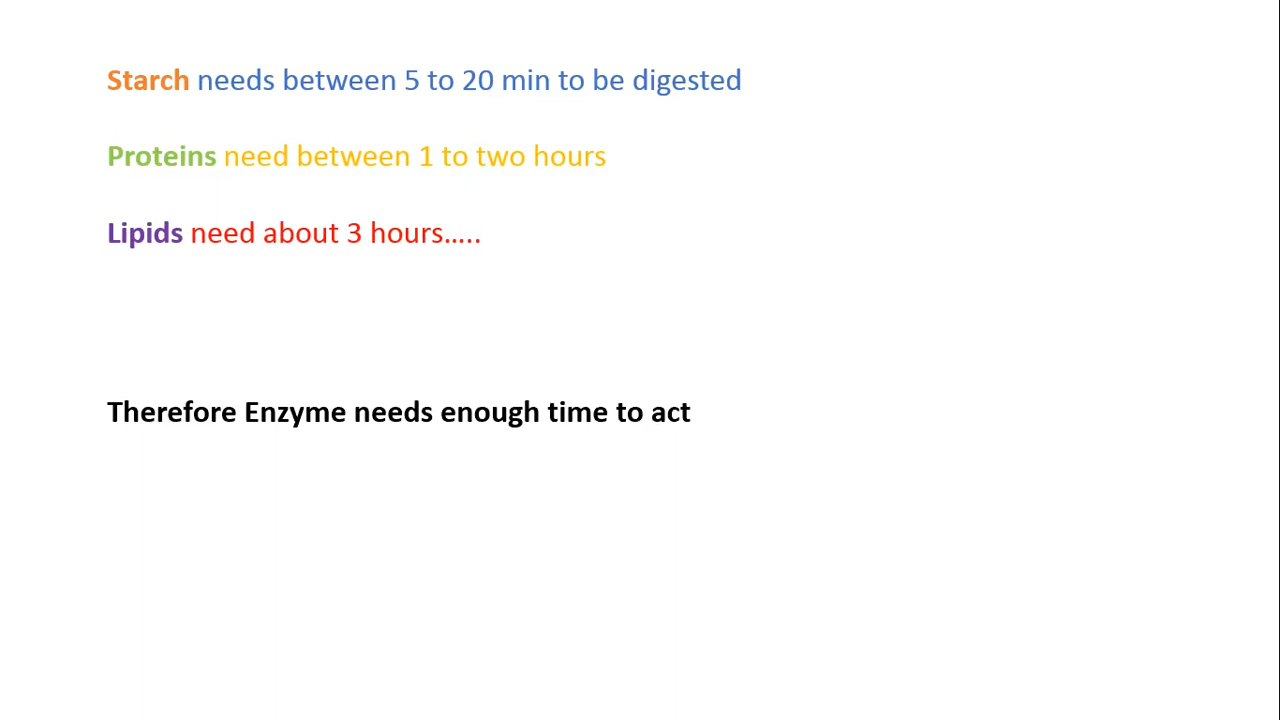 Starch needs between 5 to 20 min to be digested
Proteins need between 1 to two hours
Lipids need about 3 hours…..
Therefore Enzyme needs enough time to act